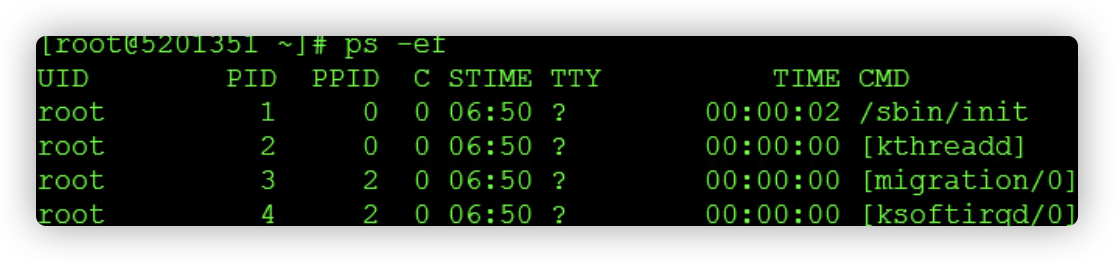 [root@5201351 ~]# ps -ef
UID        PID  PPID  C STIME TTY          TIME CMD
root         1     0  0 06:50 ?        00:00:02 /sbin/init
root         2     0  0 06:50 ?        00:00:00 [kthreadd]
root         3     2  0 06:50 ?        00:00:00 [migration/0]
root         4     2  0 06:50 ?        00:00:00 [ksoftirqd/0]